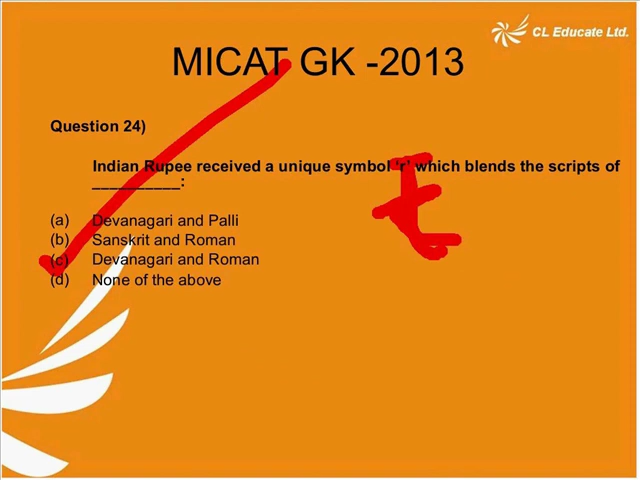 CL Educate Ltd.
MICAT GK -2013
Question 24)
Indian Rupee received a unique symbol 'r' which blends the scripts of
__________:
(a) Devanagari and Palli
(b) Sanskrit and Roman
(c) Devanagari and Roman
(d) None of the above